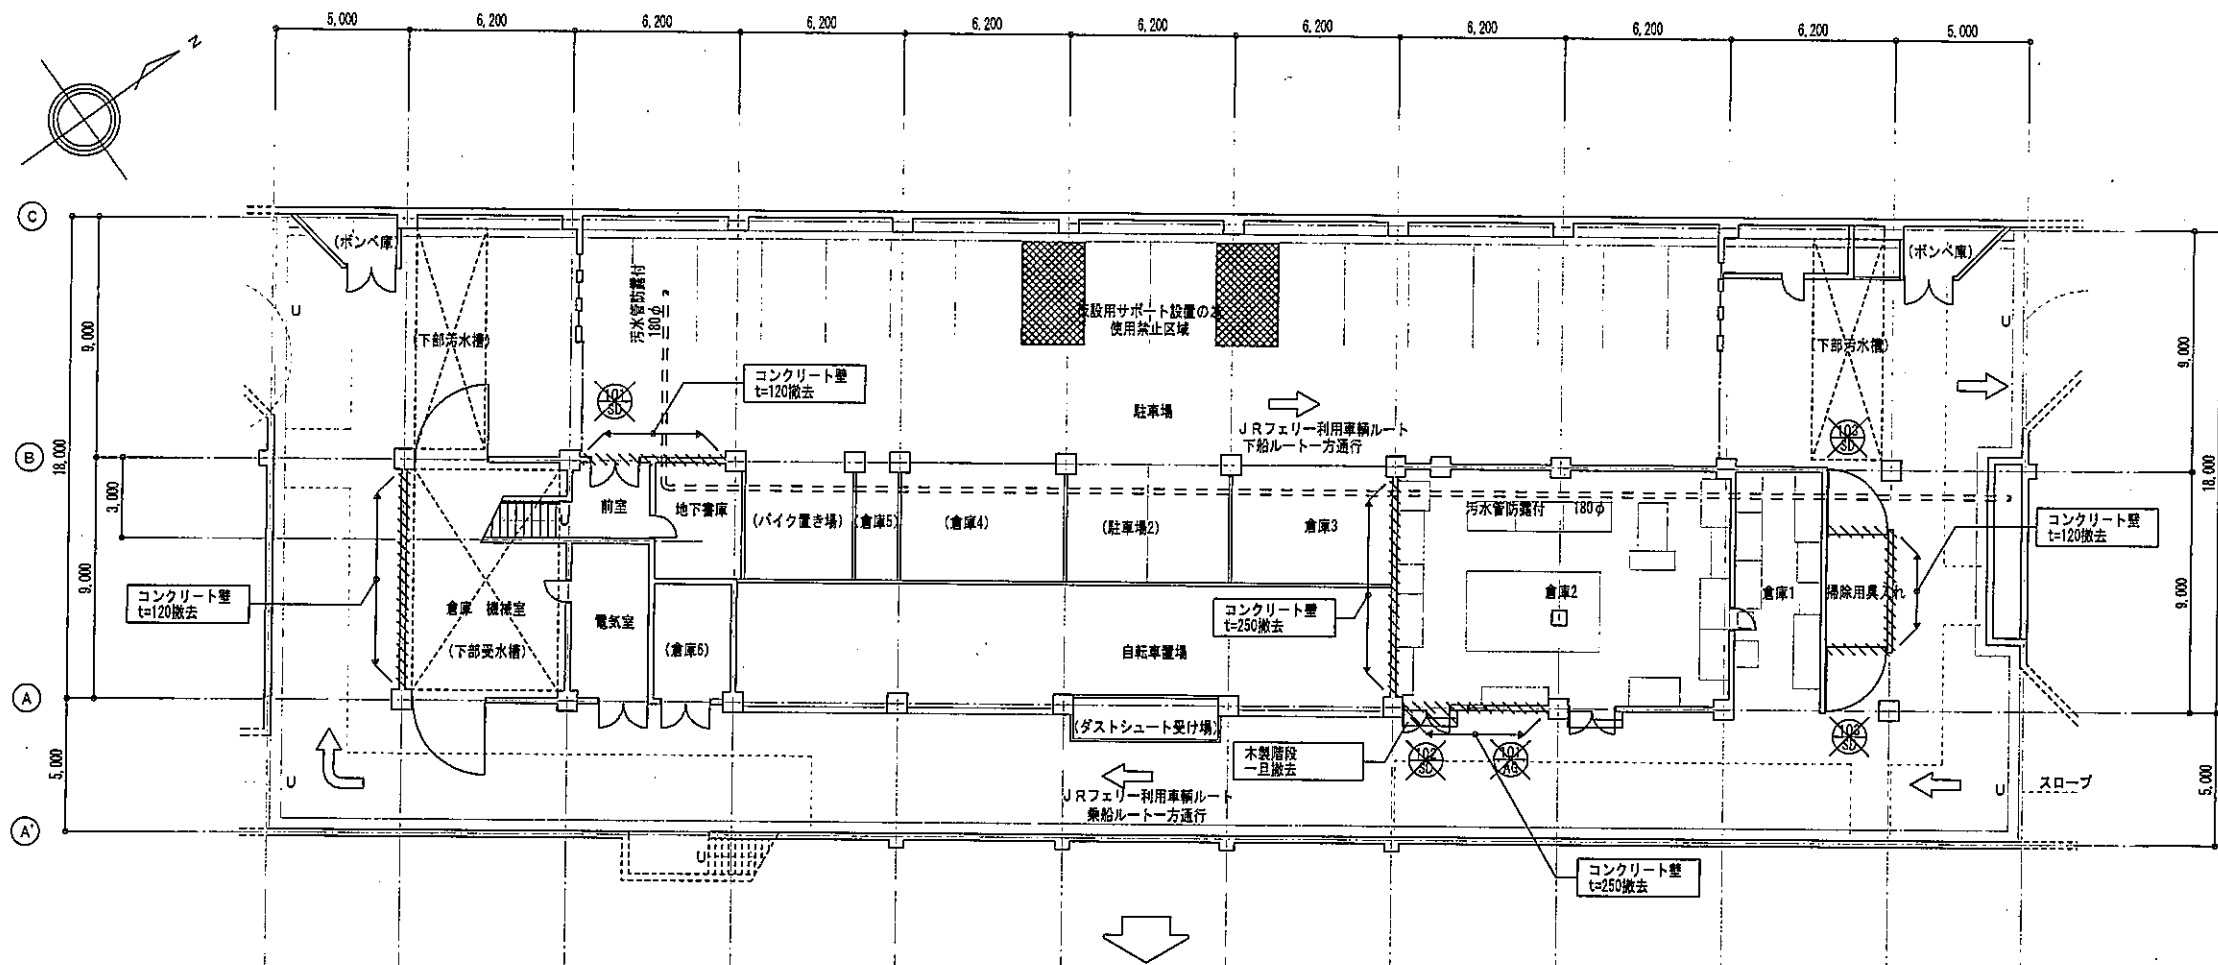 5,000
6,200
6,200
6,200
6,200
6,200
6,200
6,200
6,200
6,200
5,000
N
C
(ボンベ庫)
(ボンベ庫)
U
U
9,000
9,000
汚水管防露付
180φ
使用禁止区域
(下部汚水槽)
(下部汚水槽)
コンクリート壁
t=120撤去
101
SD
駐車場
JRフェリー利用車輌ルート
下船ルート一方通行
103
SD
B
18,000
18,000
3,000
前室
地下書庫
(バイク置き場)
(倉庫5)
(倉庫4)
(駐車場2)
倉庫3
汚水管防露付 180φ
コンクリート壁
t=120撤去
U
9,000
9,000
コンクリート壁
t=120撤去
倉庫 機械室
(下部受水槽)
電気室
(倉庫6)
自転車置場
コンクリート壁
t=250撤去
倉庫2
倉庫1
掃除用具入れ
A
(ダストシュート受け場)
木製階段
一旦撤去
102
SD
101
AG
103
SD
5,000
5,000
U
JRフェリー利用車輌ルート
乗船ルート一方通行
U
スロープ
A'
U
コンクリート壁
t=250撤去